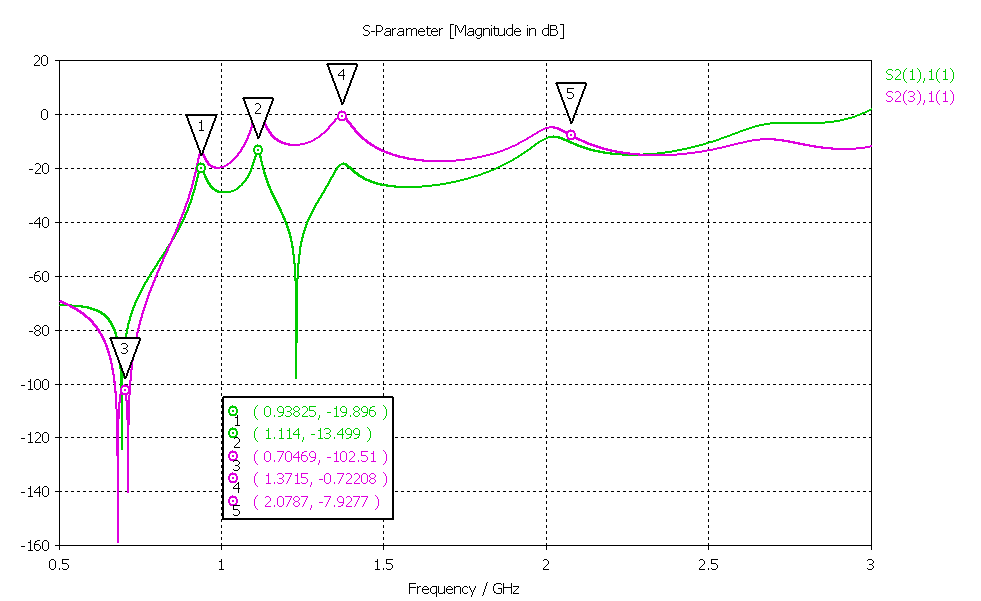 S-Parameter [Magnitude in dB]
S2(1),1(1)
S2(3),1(1)
20
0
-20
-40
-60
-80
-100
-120
-140
-160
1
2
3
4
5
1 ( 0.93825, -19.896 )
2 ( 1.114, -13.499 )
3 ( 0.70469, -102.51 )
4 ( 1.3715, -0.72208 )
5 ( 2.0787, -7.9277 )
0.5 1 1.5 2 2.5 3
Frequency / GHz